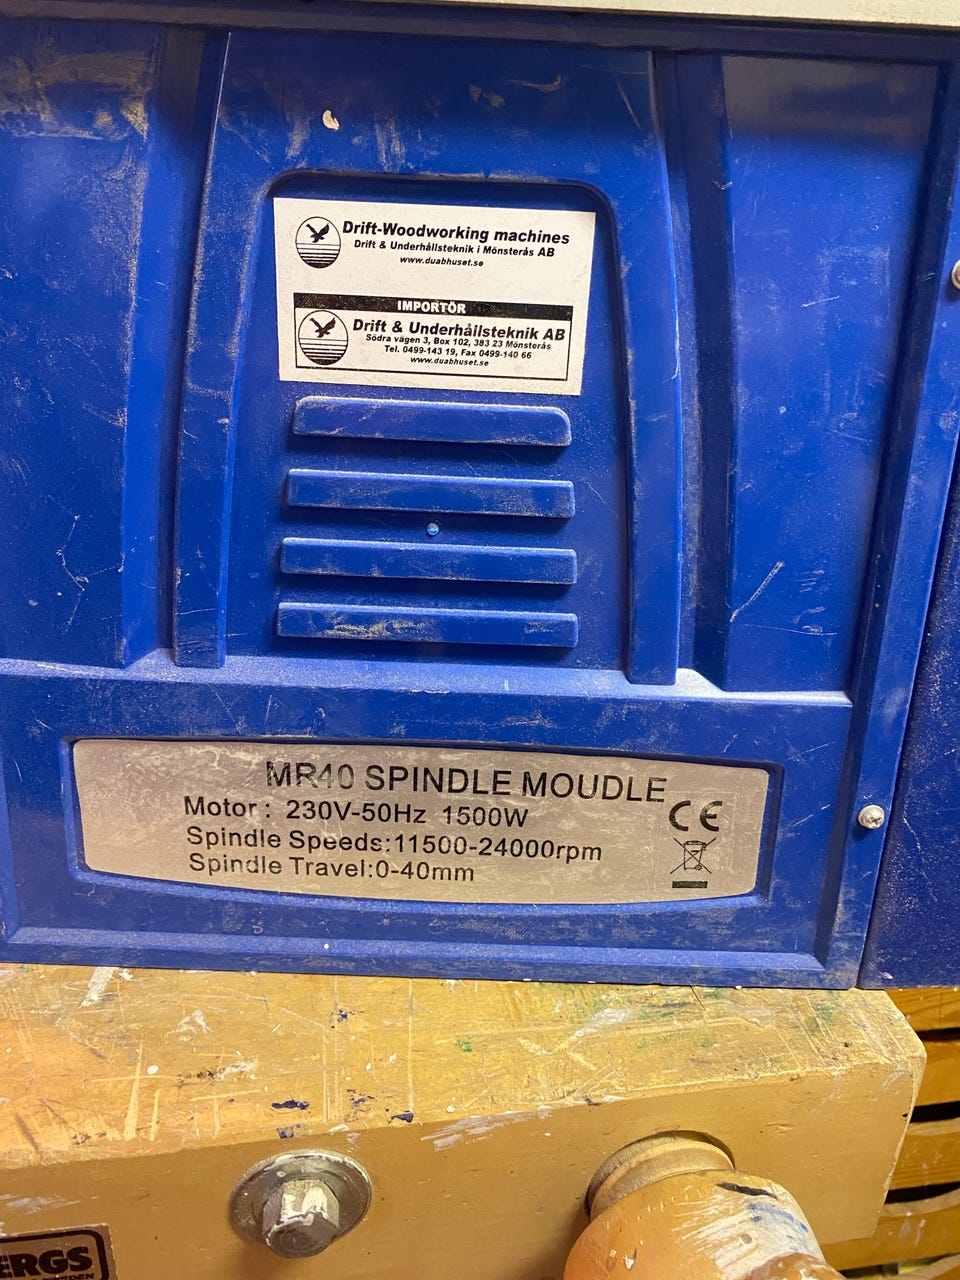 Drift-Woodworking machines
Drift & Underhållsteknik i Mönsterås AB
www.duabhuset.se
IMPORTÖR
Drift & Underhållsteknik AB
Södra vägen 3, Box 102, 383 23 Mönsterås
Tel. 0499-143 19, Fax 0499-140 66
www.duabhuset.se
MR40 SPINDLE MOUDLE
Motor: 230V-50Hz 1500W
CE
Spindle Speeds:11500-24000rpm
Spindle Travel:0-40mm
ERGS